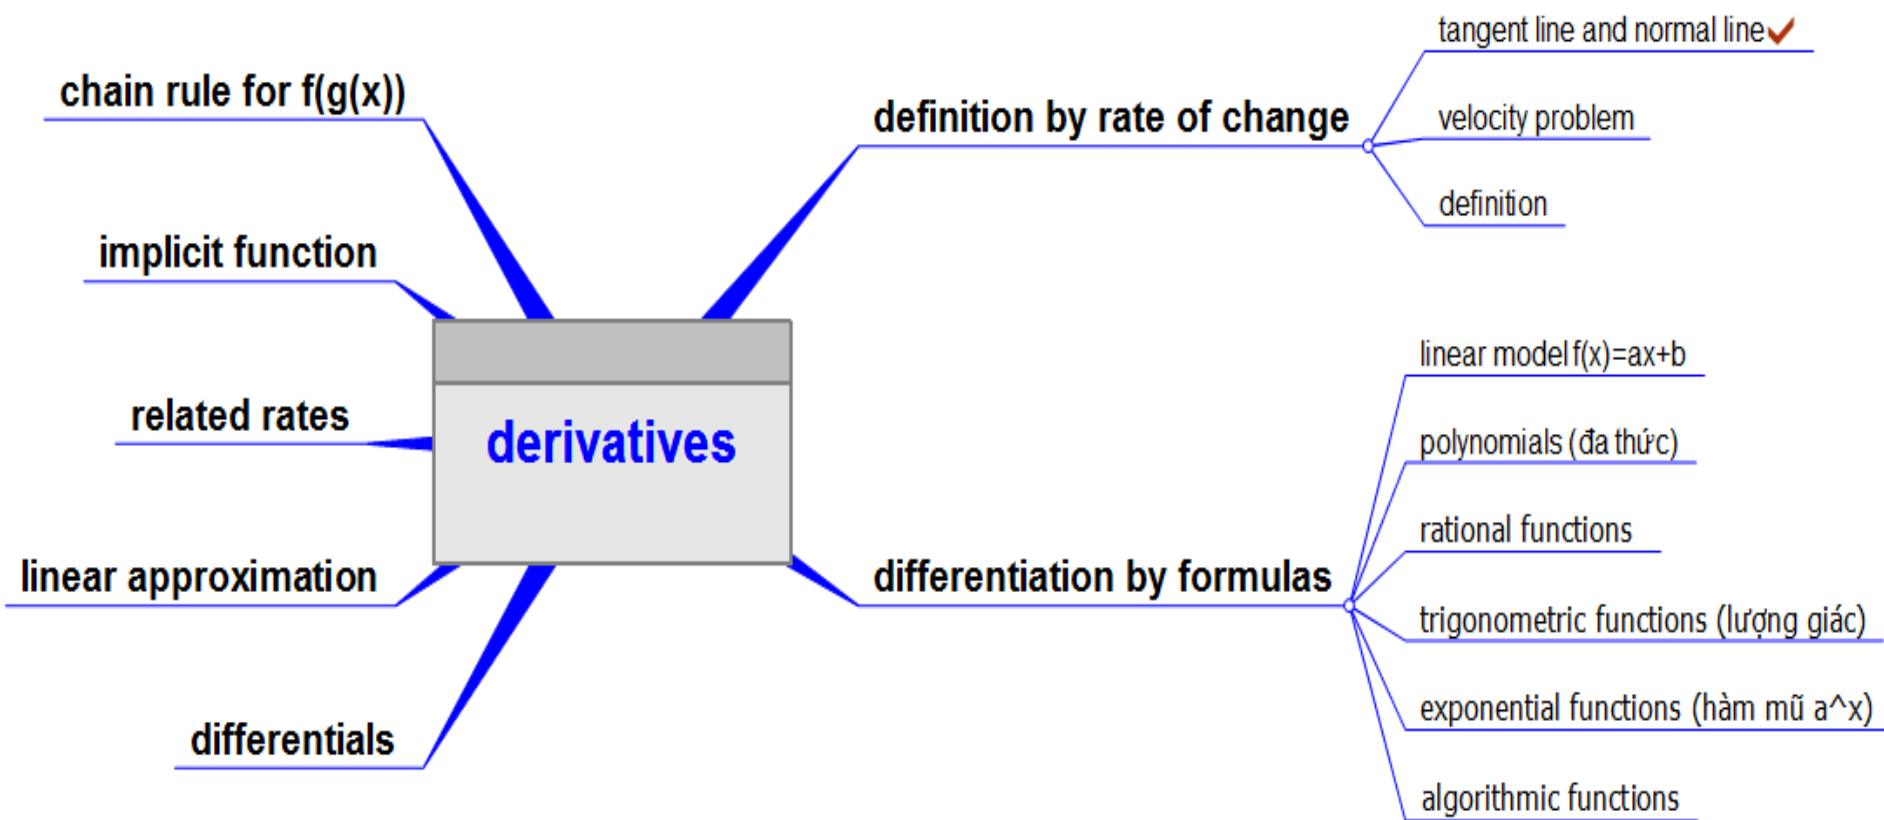 derivatives
chain rule for f(g(x))
implicit function
related rates
linear approximation
differentials
definition by rate of change
tangent line and normal line
velocity problem
definition
differentiation by formulas
linear model f(x)=ax+b
polynomials (đa thức)
rational functions
trigonometric functions (lượng giác)
exponential functions (hàm mũ a^x)
algorithmic functions